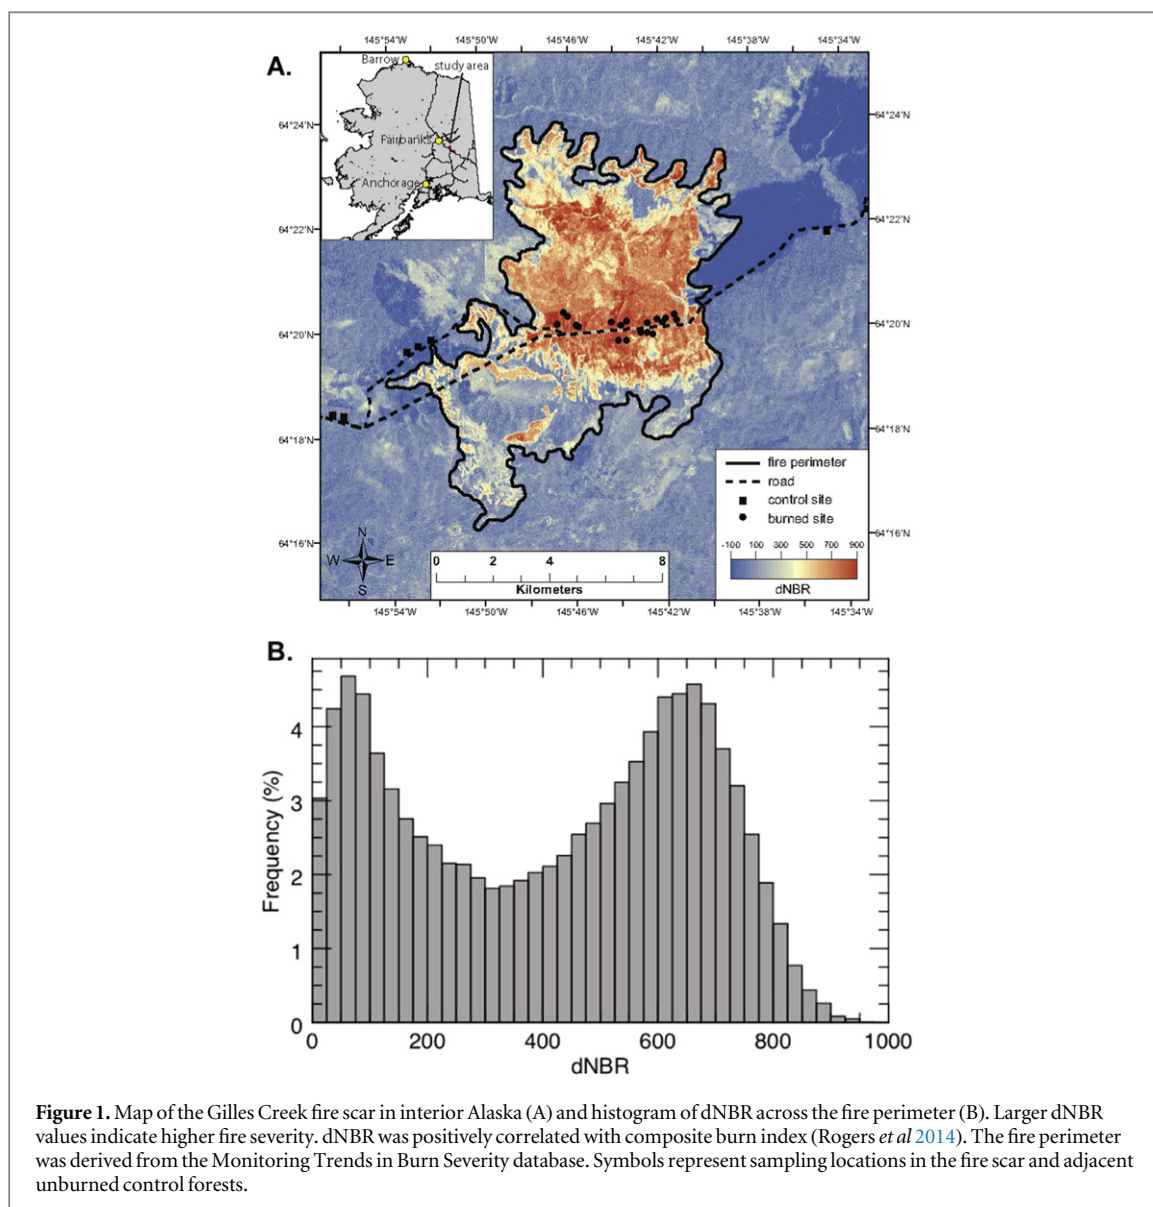 145°54'W 145°50'W 145°46'W 145°42'W 145°38'W 145°34'W
A.
Barrow
study area
Fairbanks
Anchorage
64°24'N 64°24'N
64°22'N 64°22'N
64°20'N 64°20'N
64°18'N 64°18'N
64°16'N 64°16'N
fire perimeter
road
control site
burned site
-100 100 300 500 700 900
dNBR
N
W E
S
0 2 4 6 8
Kilometers
145°54'W 145°50'W 145°46'W 145°42'W 145°38'W 145°34'W
B.
Frequency (%)
4
3
2
1
0
0 200 400 600 800 1000
dNBR
Figure 1. Map of the Gilles Creek fire scar in interior Alaska (A) and histogram of dNBR across the fire perimeter (B). Larger dNBR
values indicate higher fire severity. dNBR was positively correlated with composite burn index (Rogers et al 2014). The fire perimeter
was derived from the Monitoring Trends in Burn Severity database. Symbols represent sampling locations in the fire scar and adjacent
unburned control forests.